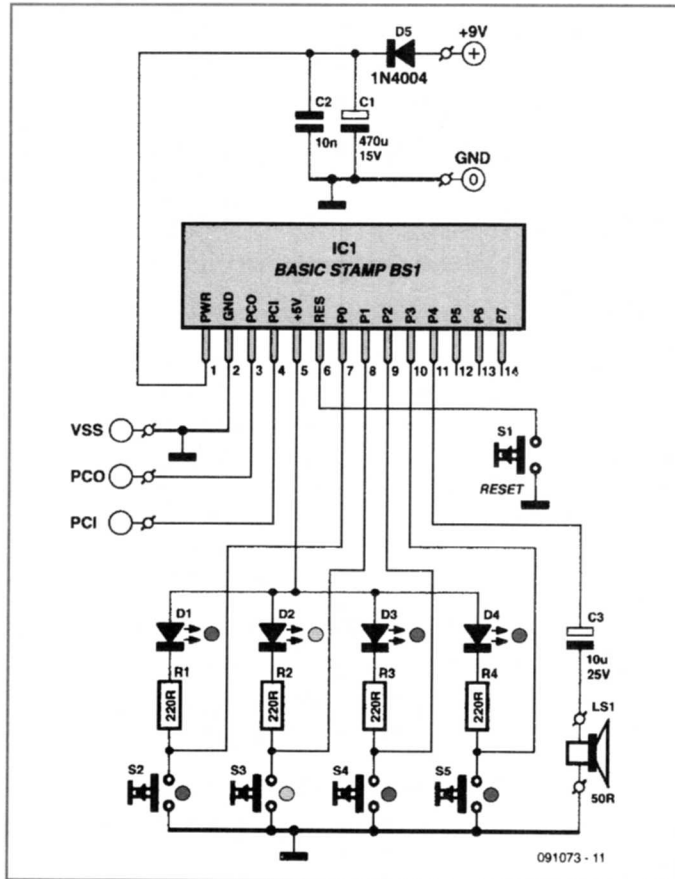 D5
+9V
1N4004
C2
C1
10n
470u
15V
GND
0
IC1
BASIC STAMP BS1
PWR
GND
PCO
PCI
+5V
RES
P0
P1
P2
P3
P4
P5
P6
P7
1
2
3
4
5
6
7
8
9
10
11
12
13
14
VSS
PCO
PCI
S1
RESET
D1
D2
D3
D4
C3
10u
25V
R1
R2
R3
R4
220R
220R
220R
220R
LS1
50R
S2
S3
S4
S5
091073 - 11